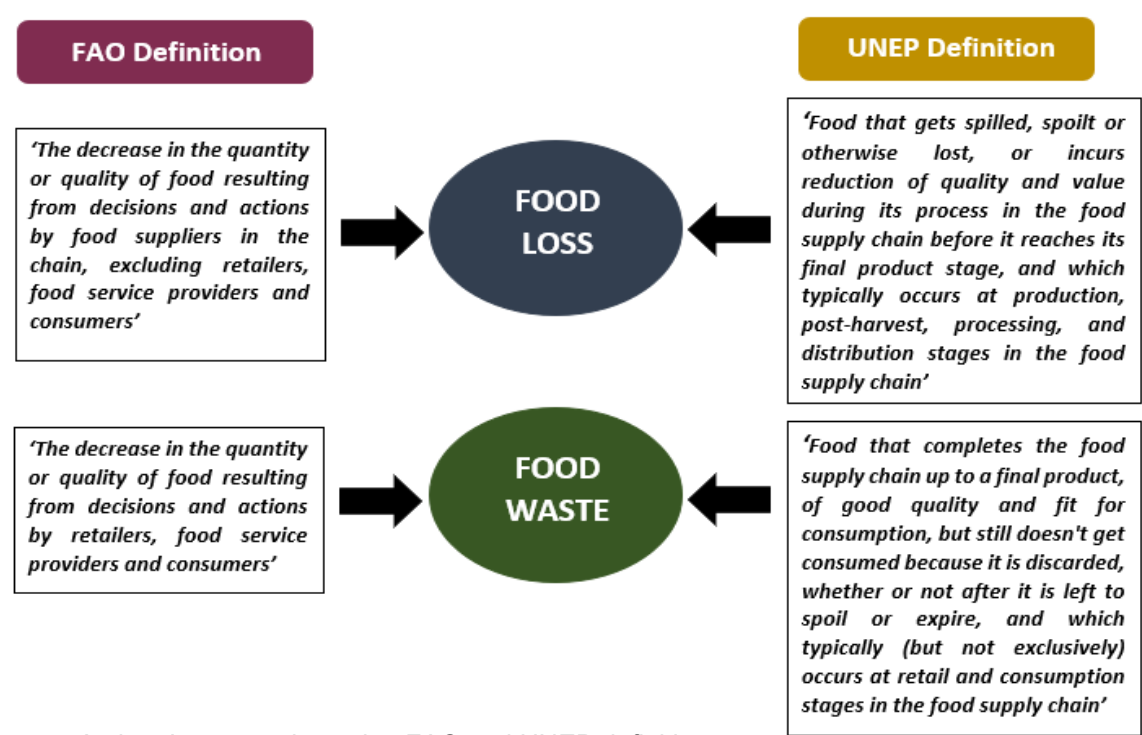 FAO Definition
UNEP Definition
‘The decrease in the quantity
or quality of food resulting
from decisions and actions
by food suppliers in the
chain, excluding retailers,
food service providers and
consumers’
FOOD
LOSS
‘Food that gets spilled, spoilt or
otherwise lost, or incurs
reduction of quality and value
during its process in the food
supply chain before it reaches its
final product stage, and which
typically occurs at production,
post-harvest, processing, and
distribution stages in the food
supply chain’
‘The decrease in the quantity
or quality of food resulting
from decisions and actions
by retailers, food service
providers and consumers’
FOOD
WASTE
‘Food that completes the food
supply chain up to a final product,
of good quality and fit for
consumption, but still doesn't get
consumed because it is discarded,
whether or not after it is left to
spoil or expire, and which
typically (but not exclusively)
occurs at retail and consumption
stages in the food supply chain’